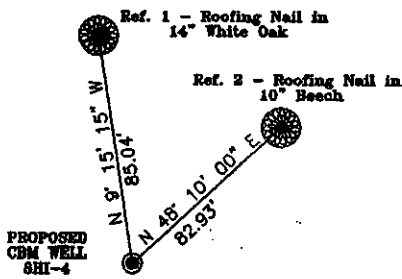 Ref. 1 - Roofing Nail in
14" White Oak
Ref. 2 - Roofing Nail in
10" Beech
N 9° 15' 15" W
85.04'
N 48° 10' 00" E
82.93'
PROPOSED
CBM WELL
SHI-4